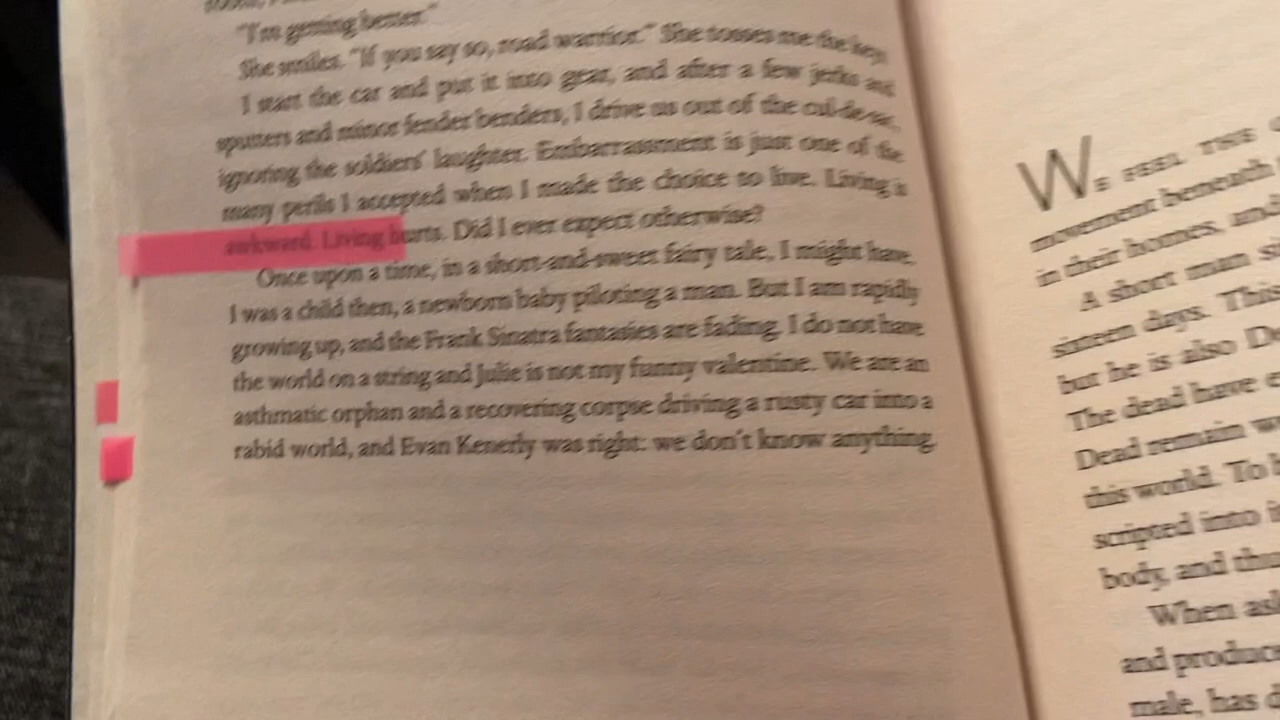 "I'm getting better."
She smiles. "If you say so, road warrior." She tosses me the keys.
I start the car and put it into gear, and after a few jerks and
sputters and minor fender benders, I drive us out of the cul-de-sac,
ignoring the soldiers' laughter. Embarrassment is just one of the
many perils I accepted when I made the choice to live. Living is
awkward. Living hurts. Did I ever expect otherwise?
Once upon a time, in a short-and-sweet fairy tale, I might have.
I was a child then, a newborn baby piloting a man. But I am rapidly
growing up, and the Frank Sinatra fantasies are fading. I do not have
the world on a string and Julie is not my funny valentine. We are an
asthmatic orphan and a recovering corpse driving a rusty car into a
rabid world, and Evan Kenerly was right: we don't know anything.
WE FEEL THE
movement beneath
in their homes, and
A short man
sixteen days. This
but he is also
The dead have
Dead remain
this world. To
scripted into
body, and
When
and
male, has